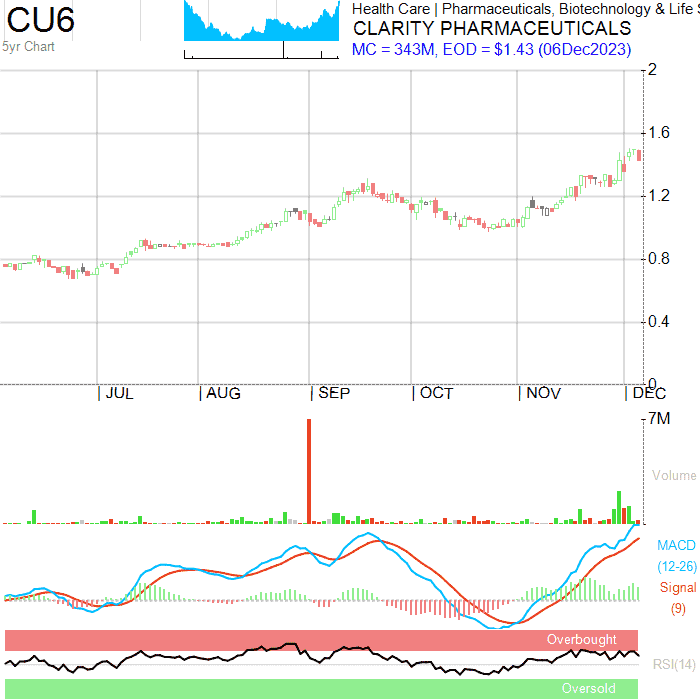 CU6
5yr Chart
Health Care | Pharmaceuticals, Biotechnology & Life S
CLARITY PHARMACEUTICALS
MC = 343M, EOD = $1.43 (06Dec2023)
2
1.6
1.2
0.8
0.4
0
JUL
AUG
SEP
OCT
NOV
DEC
7M
Volume
MACD
(12-26)
Signal
(9)
Overbought
RSI(14)
Oversold